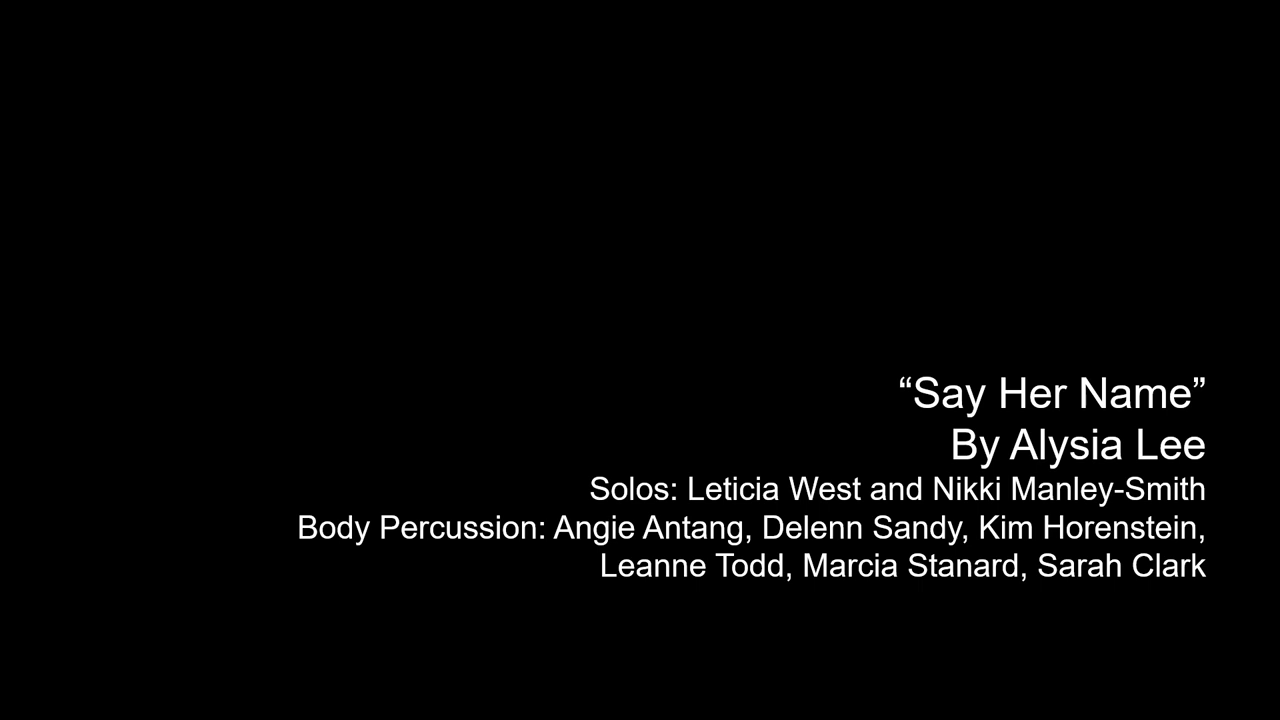 “Say Her Name”
By Alysia Lee
Solos: Leticia West and Nikki Manley-Smith
Body Percussion: Angie Antang, Delenn Sandy, Kim Horenstein,
Leanne Todd, Marcia Stanard, Sarah Clark